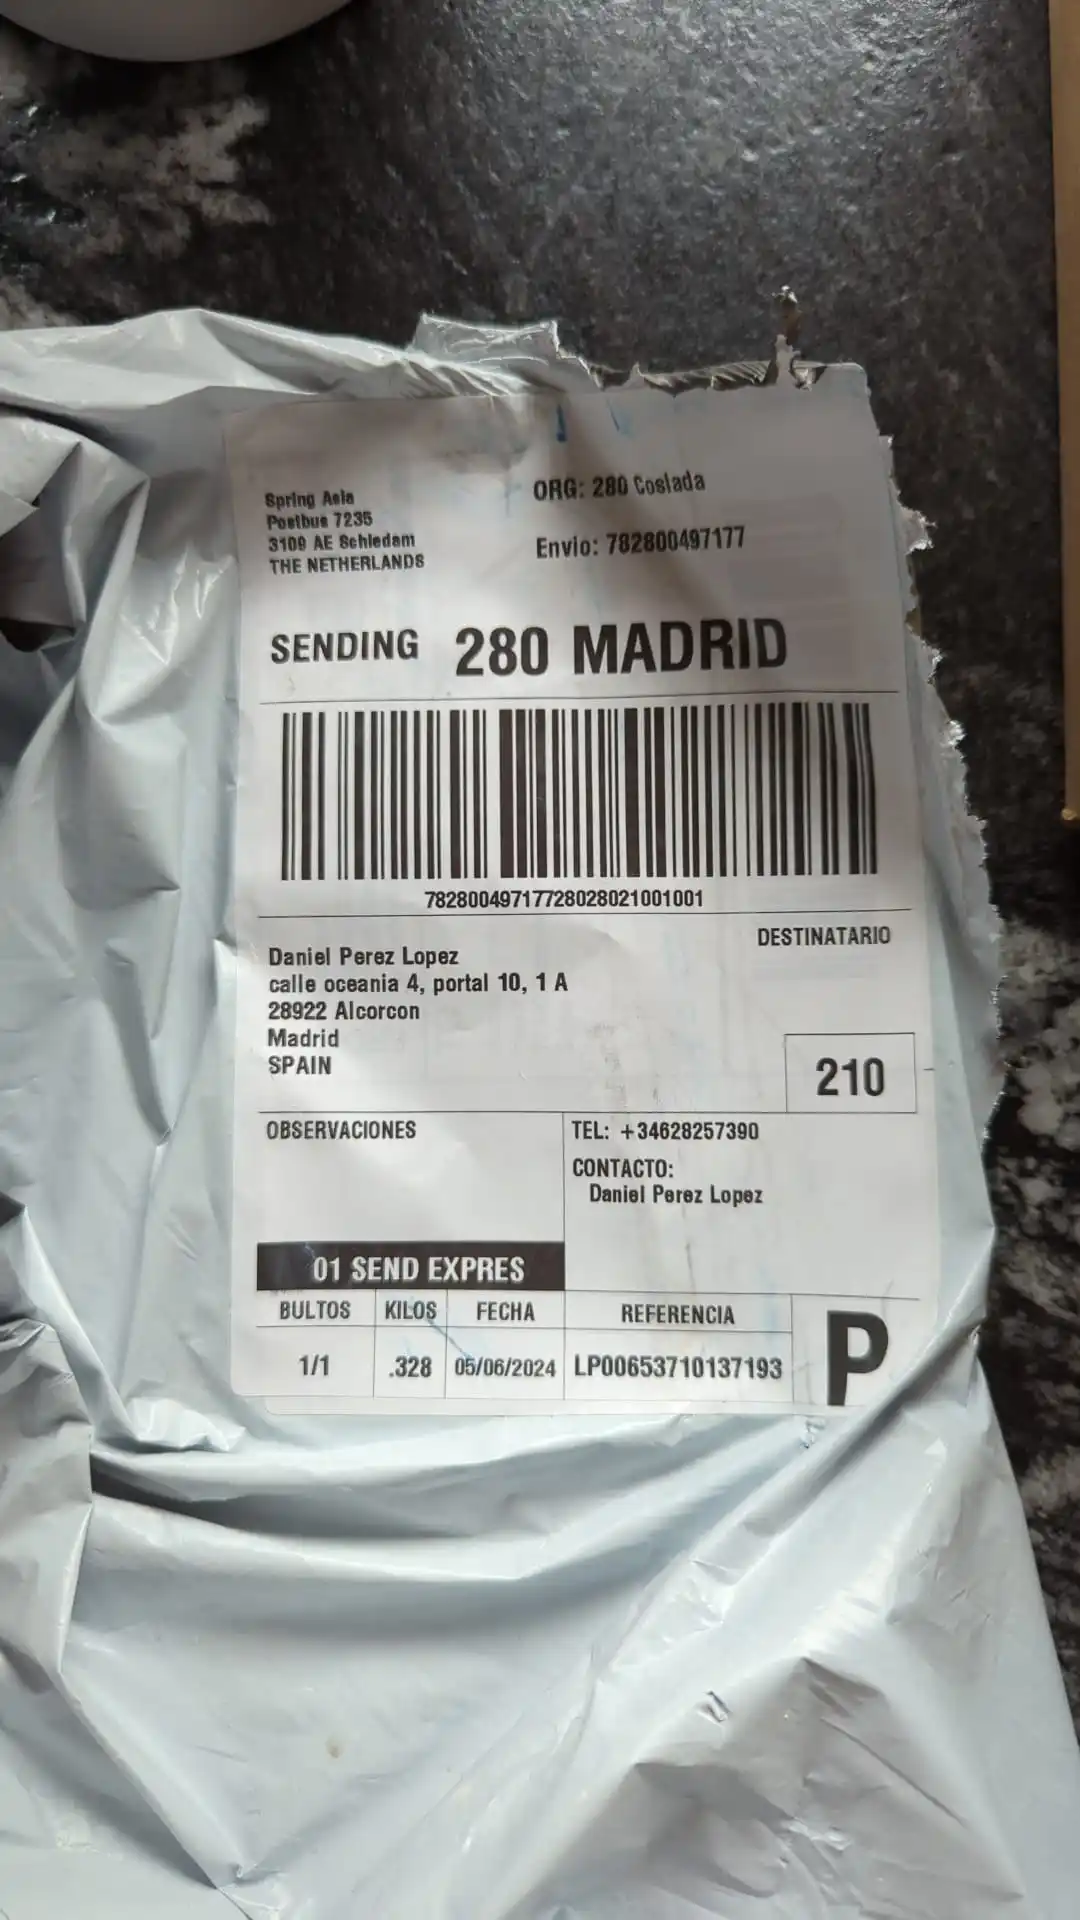 Spring Asia
Postbus 7235
3109 AE Schiedam
THE NETHERLANDS
ORG: 280 Coslada
Envio: 782800497177
SENDING 280 MADRID
78280049717728028021001001
DESTINATARIO
Daniel Perez Lopez
calle oceania 4, portal 10, 1 A
28922 Alcorcon
Madrid
SPAIN
210
OBSERVACIONES
TEL: +34628257390
CONTACTO:
Daniel Perez Lopez
01 SEND EXPRES
BULTOS KILOS FECHA REFERENCIA
1/1 .328 05/06/2024 LP00653710137193
P